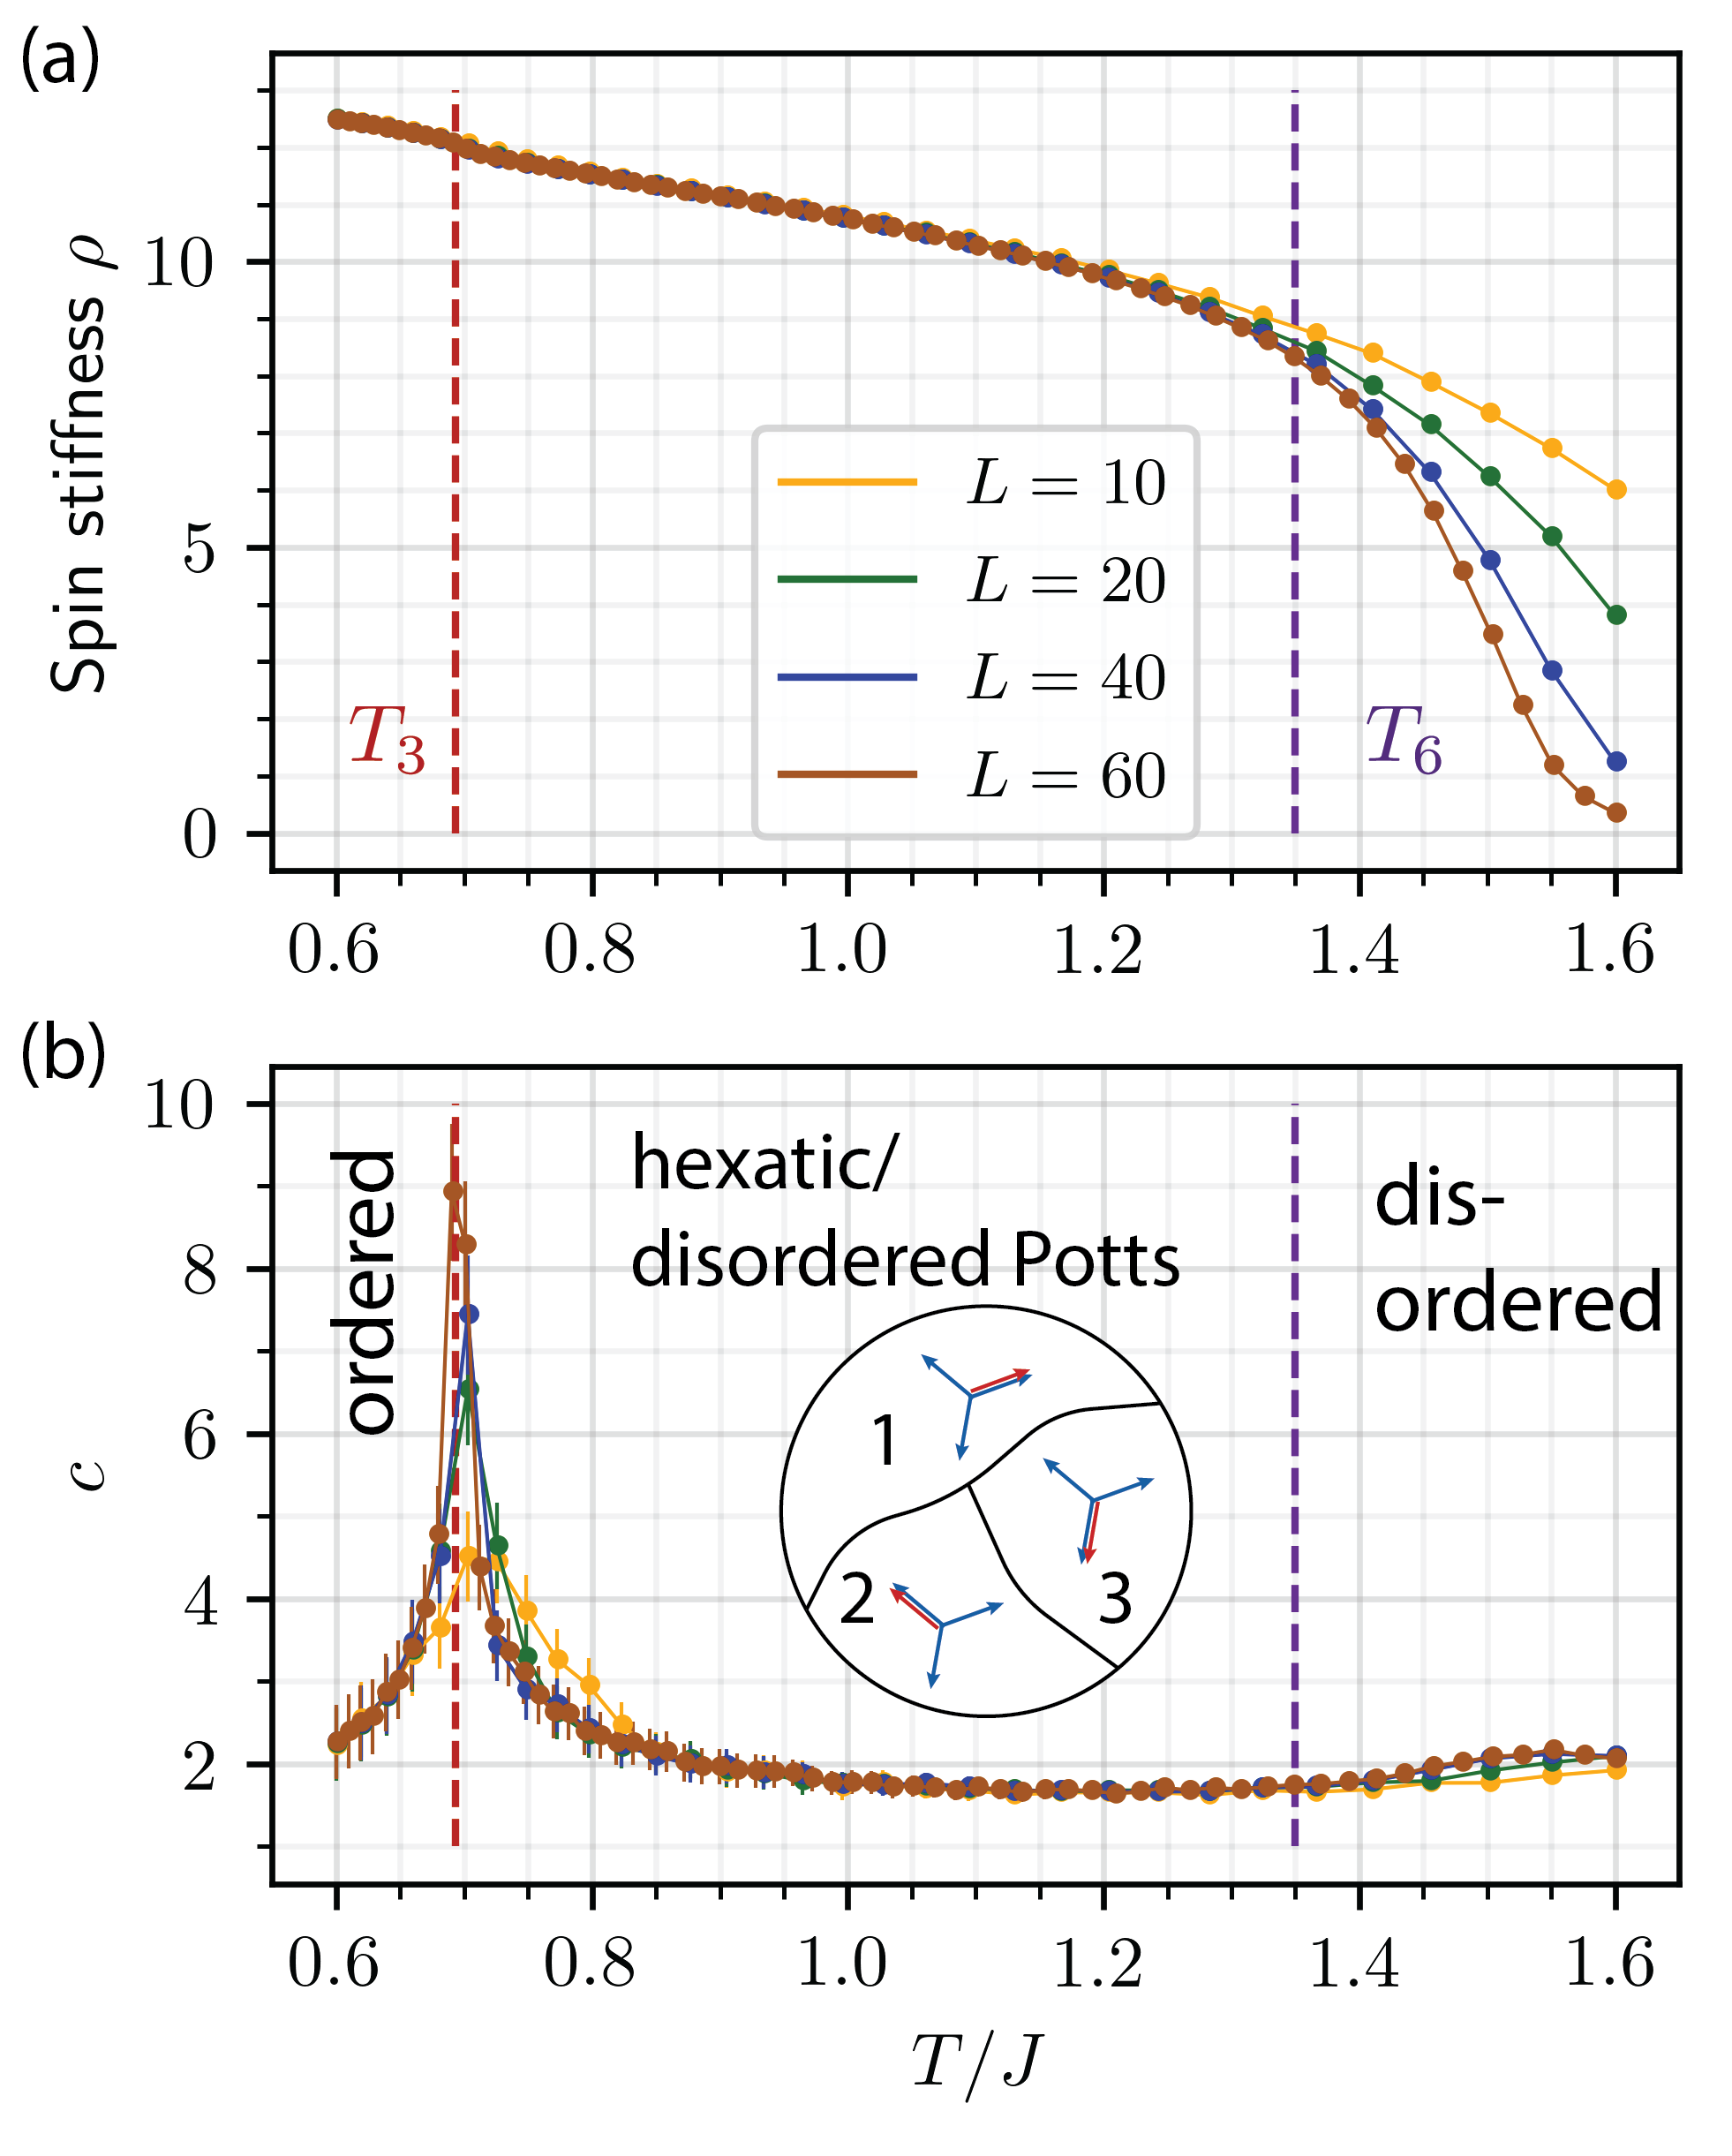 (a)
Spin stiffness ρ
10
5
0
T₃
T₆
L = 10
L = 20
L = 40
L = 60
0.6 0.8 1.0 1.2 1.4 1.6
(b)
c
10
8
6
4
2
ordered
hexatic/
disordered Potts
dis-
ordered
1
2
3
0.6 0.8 1.0 1.2 1.4 1.6
T/J